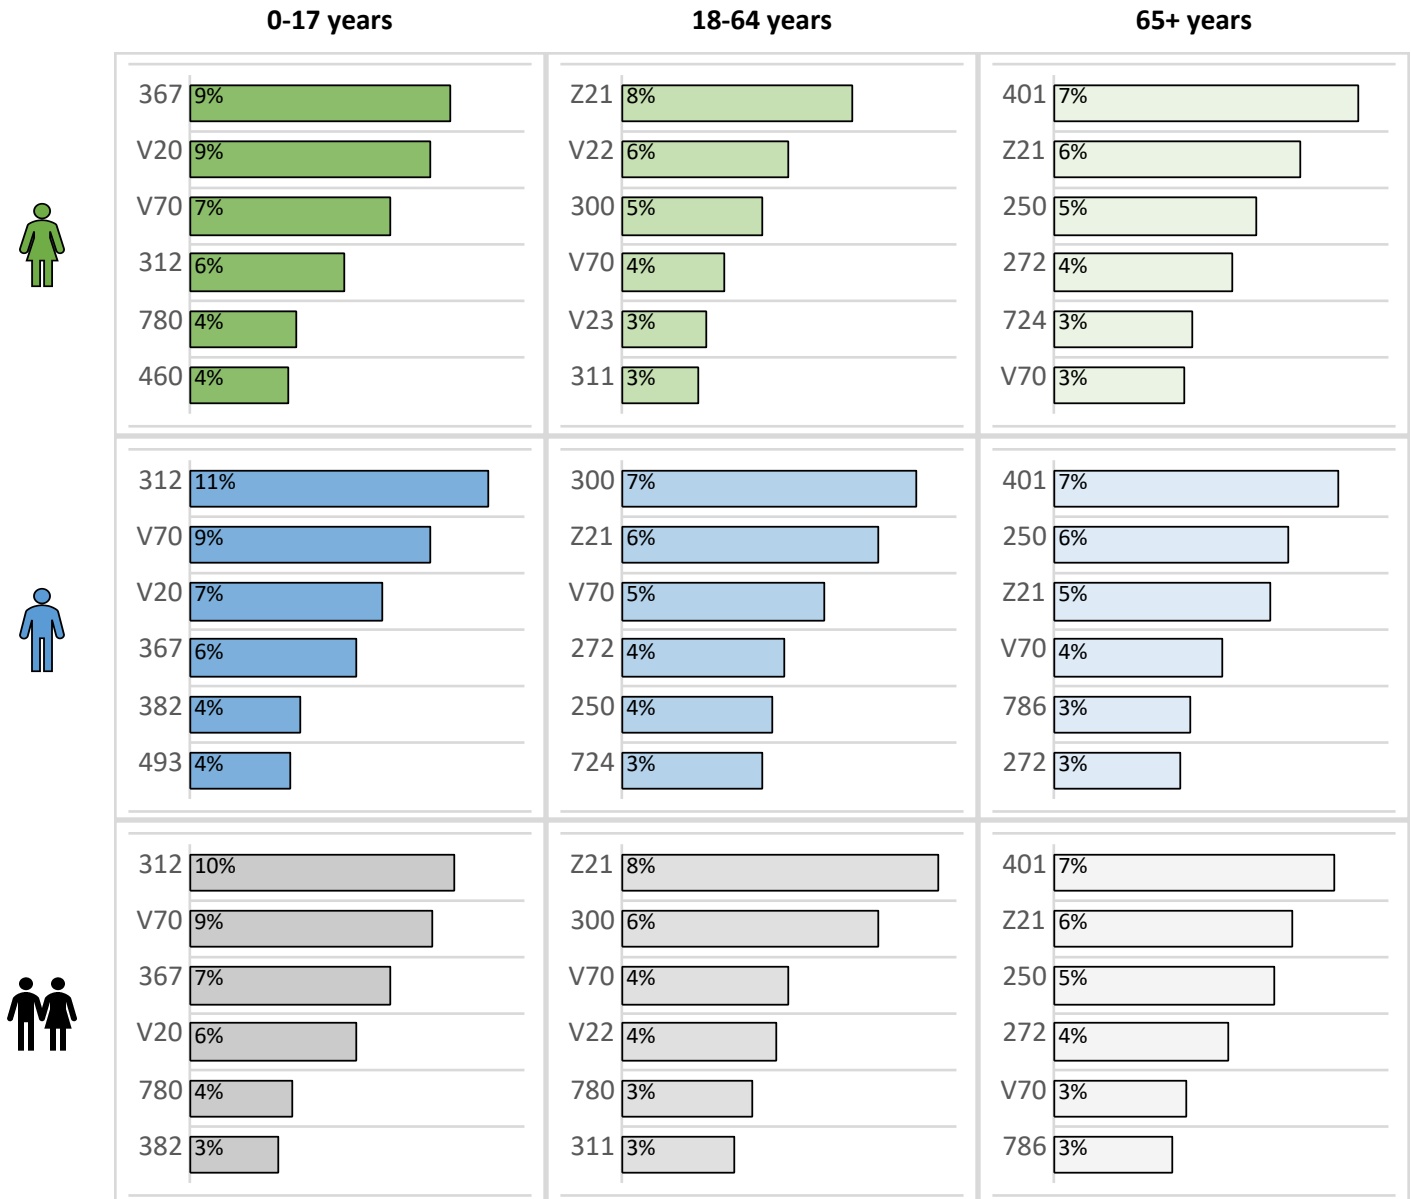 0-17 years 18-64 years 65+ years
367 9% Z21 8% 401 7%
V20 9% V22 6% Z21 6%
V70 7% 300 5% 250 5%
312 6% V70 4% 272 4%
780 4% V23 3% 724 3%
460 4% 311 3% V70 3%
312 11% 300 7% 401 7%
V70 9% Z21 6% 250 6%
V20 7% V70 5% Z21 5%
367 6% 272 4% V70 4%
382 4% 250 4% 786 3%
493 4% 724 3% 272 3%
312 10% Z21 8% 401 7%
V70 9% 300 6% Z21 6%
367 7% V70 4% 250 5%
V20 6% V22 4% 272 4%
780 4% 780 3% V70 3%
382 3% 311 3% 786 3%